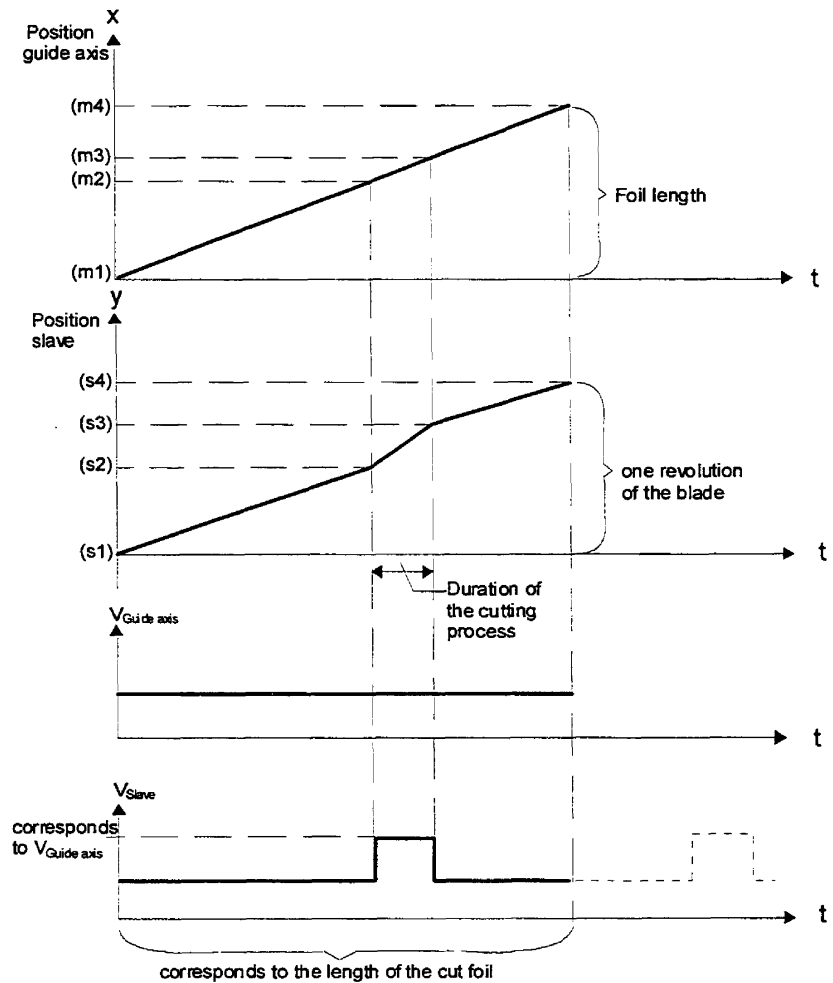 x
Position
guide axis
(m4)
(m3)
(m2)
(m1)
Foil length
t
y
Position
slave
(s4)
(s3)
(s2)
(s1)
one revolution
of the blade
t
Duration of
the cutting
process
VGuide axis
t
VSlave
corresponds
to VGuide axis
t
corresponds to the length of the cut foil